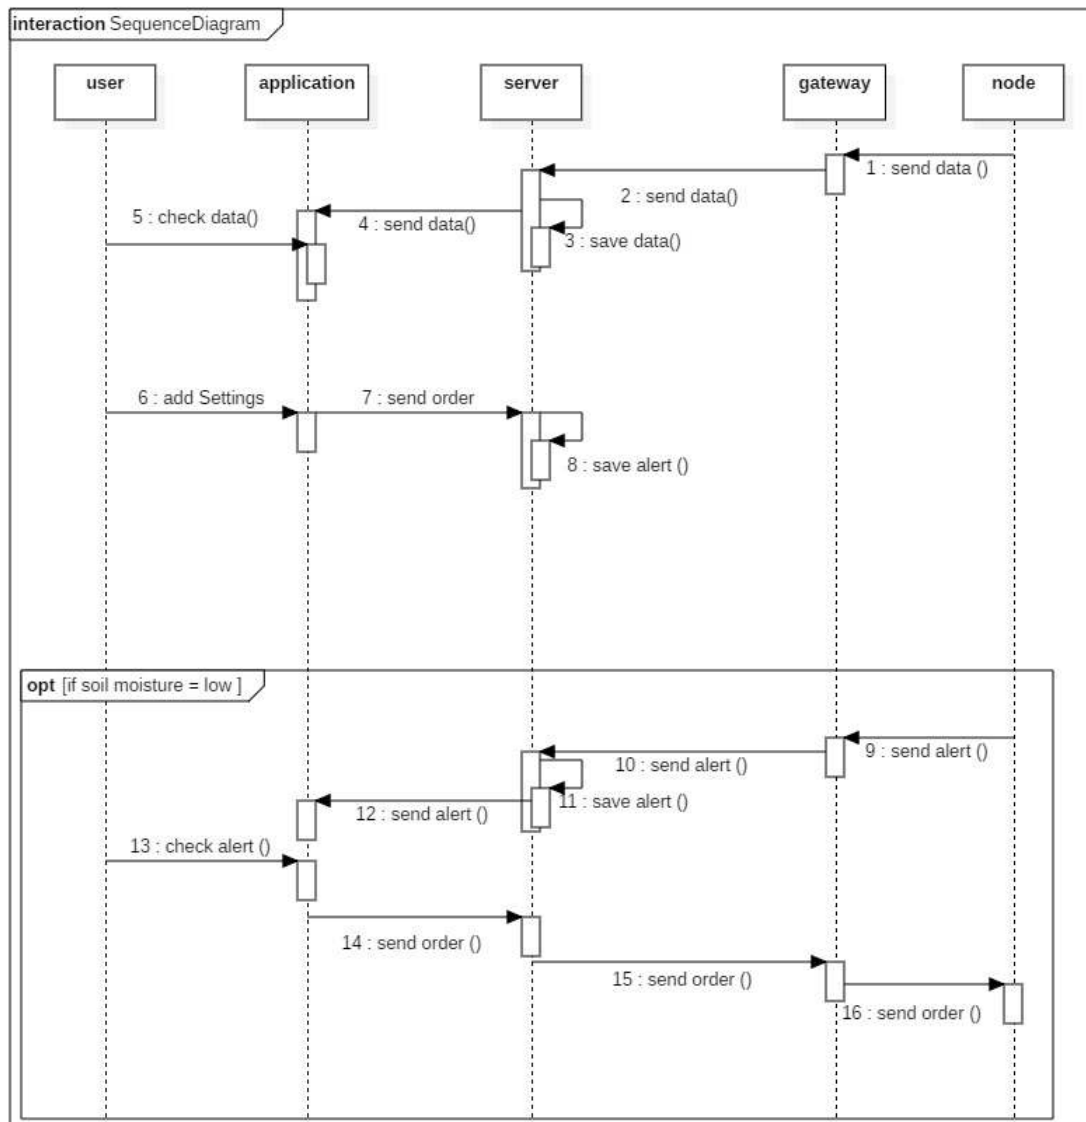 interaction SequenceDiagram
user
application
server
gateway
node
1 : send data ()
2 : send data()
5 : check data()
4 : send data()
3 : save data()
6 : add Settings
7 : send order
8 : save alert ()
opt [if soil moisture = low ]
9 : send alert ()
10 : send alert ()
11 : save alert ()
12 : send alert ()
13 : check alert ()
14 : send order ()
15 : send order ()
16 : send order ()